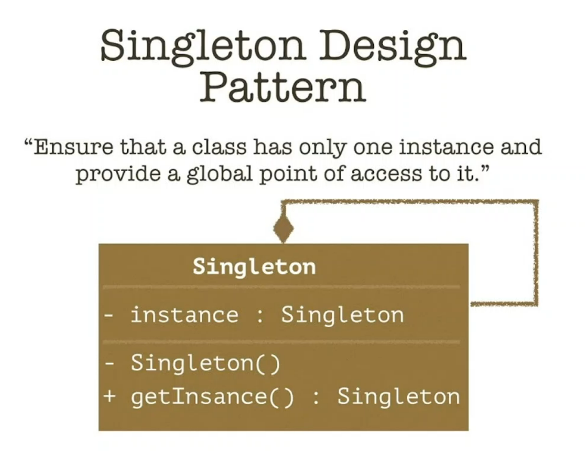 Singleton Design
Pattern
“Ensure that a class has only one instance and
provide a global point of access to it.”
Singleton
- instance : Singleton
- Singleton()
+ getInsance() : Singleton